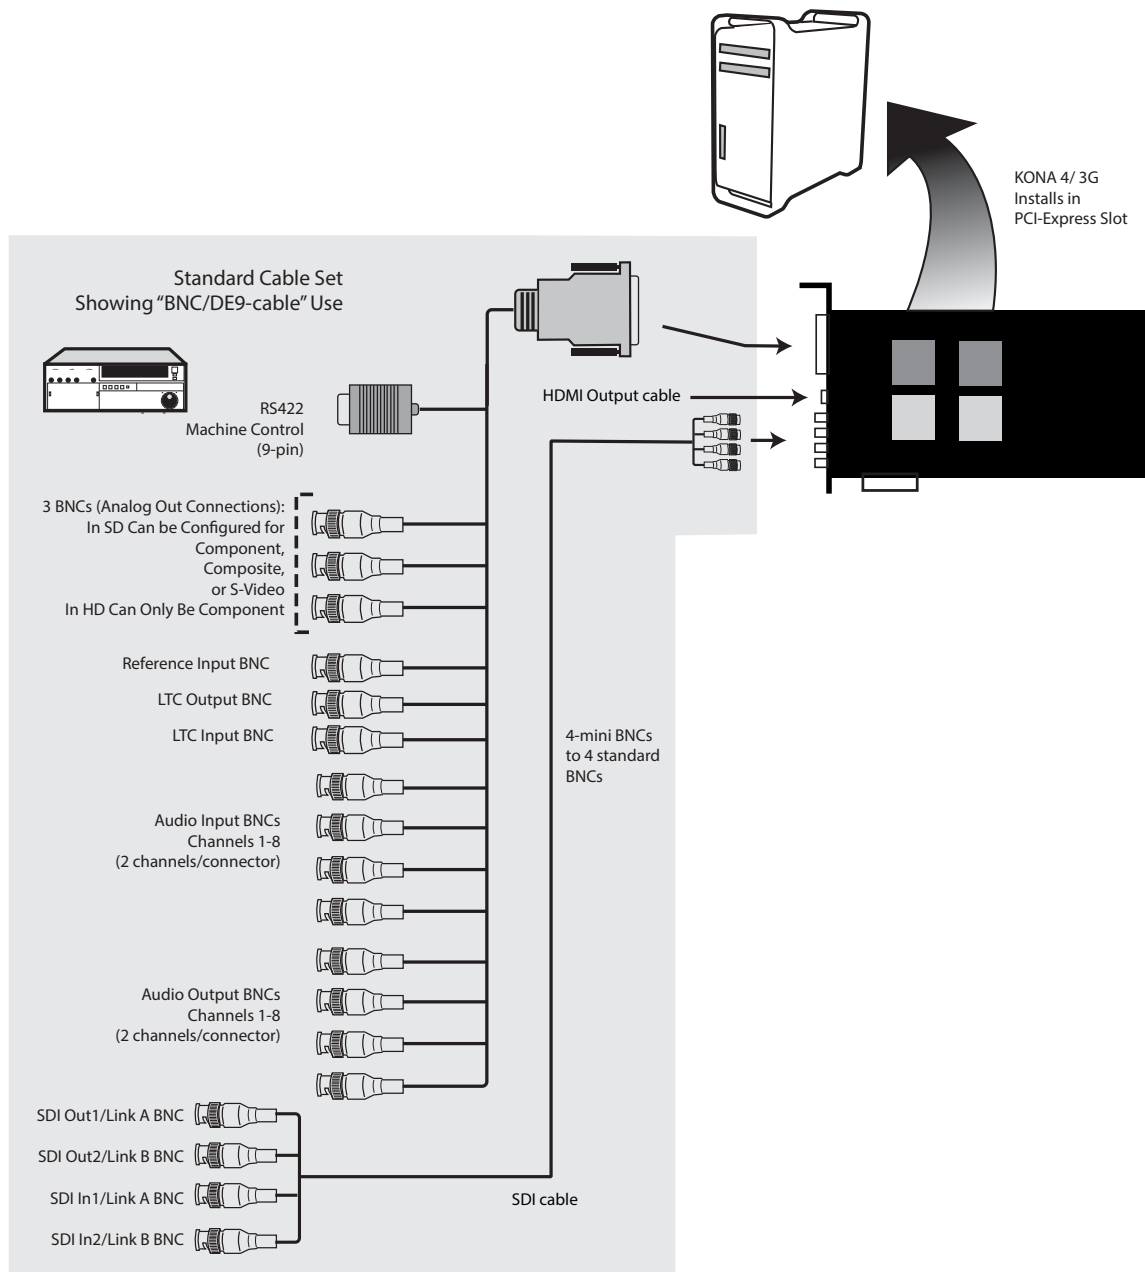 KONA 4/ 3G
Installs in
PCI-Express Slot
Standard Cable Set
Showing “BNC/DE9-cable” Use
HDMI Output cable
RS422
Machine Control
(9-pin)
3 BNCs (Analog Out Connections):
In SD Can be Configured for
Component,
Composite,
or S-Video
In HD Can Only Be Component
Reference Input BNC
LTC Output BNC
LTC Input BNC
4-mini BNCs
to 4 standard
BNCs
Audio Input BNCs
Channels 1-8
(2 channels/connector)
Audio Output BNCs
Channels 1-8
(2 channels/connector)
SDI Out1/Link A BNC
SDI Out2/Link B BNC
SDI In1/Link A BNC
SDI In2/Link B BNC
SDI cable